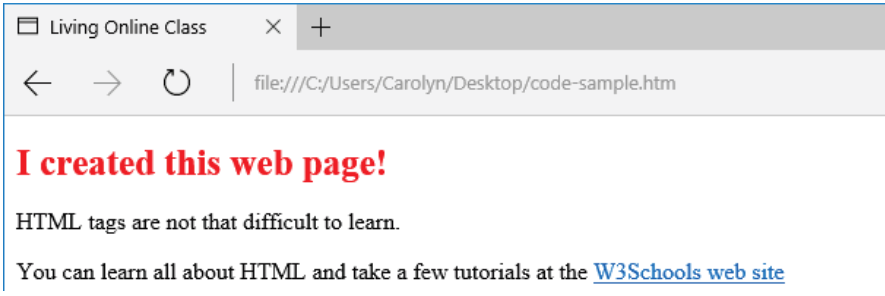 Living Online Class
file:///C:/Users/Carolyn/Desktop/code-sample.htm
I created this web page!
HTML tags are not that difficult to learn.
You can learn all about HTML and take a few tutorials at the W3Schools web site